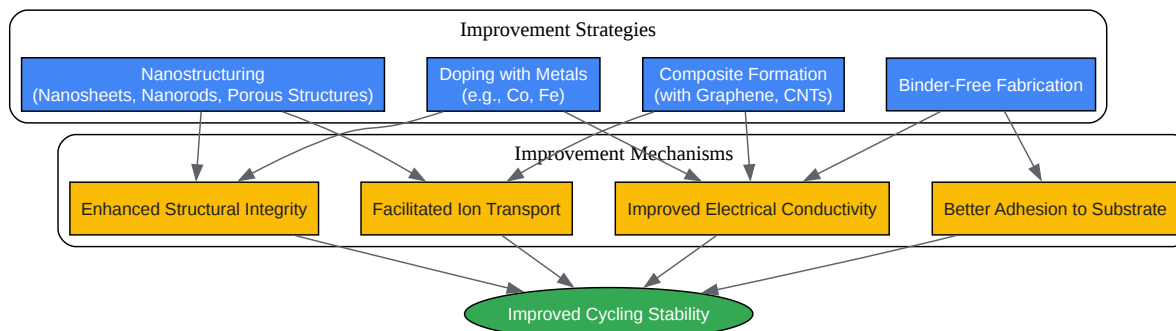 Improvement Strategies
Nanostructuring
(Nanosheets, Nanorods, Porous Structures)
Doping with Metals
(e.g., Co, Fe)
Composite Formation
(with Graphene, CNTs)
Binder-Free Fabrication
Improvement Mechanisms
Enhanced Structural Integrity
Facilitated Ion Transport
Improved Electrical Conductivity
Better Adhesion to Substrate
Improved Cycling Stability